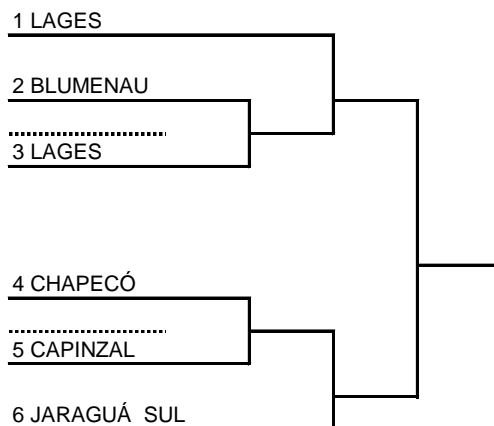 1 LAGES
2 BLUMENAU
3 LAGES
4 CHAPECÓ
5 CAPINZAL
6 JARAGUÁ SUL